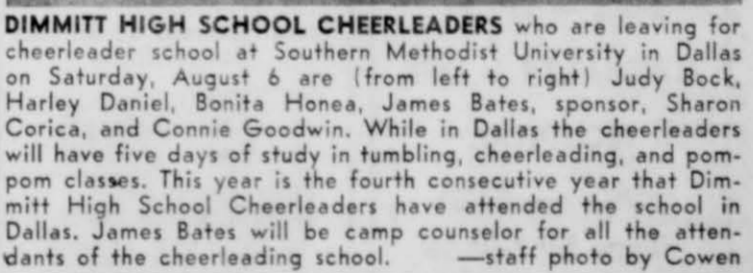 DIMMITT HIGH SCHOOL CHEERLEADERS who are leaving for
cheerleader school at Southern Methodist University in Dallas
on Saturday, August 6 are (from left to right) Judy Bock,
Harley Daniel, Bonita Honea, James Bates, sponsor, Sharon
Corica, and Connie Goodwin. While in Dallas the cheerleaders
will have five days of study in tumbling, cheerleading, and pom-
pom classes. This year is the fourth consecutive year that Dim-
mitt High School Cheerleaders have attended the school in
Dallas. James Bates will be camp counselor for all the atten-
dants of the cheerleading school. —staff photo by Cowen